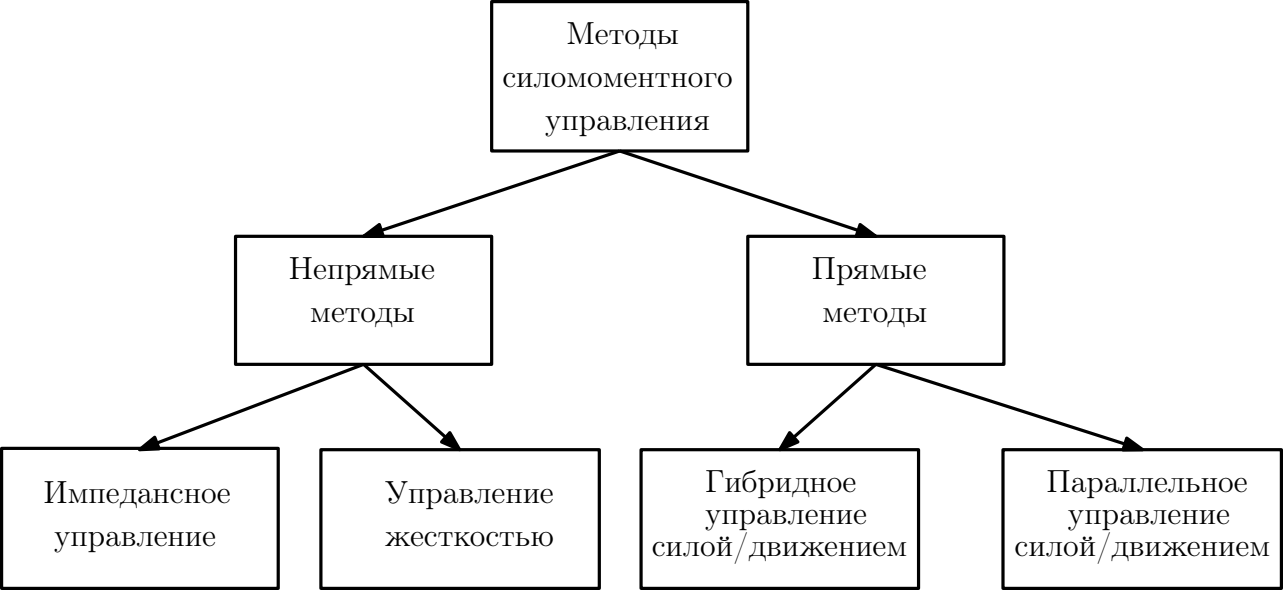 Методы
силомоментного
управления
Непрямые
методы
Прямые
методы
Импедансное
управление
Управление
жесткостью
Гибридное
управление
силой/движением
Параллельное
управление
силой/движением